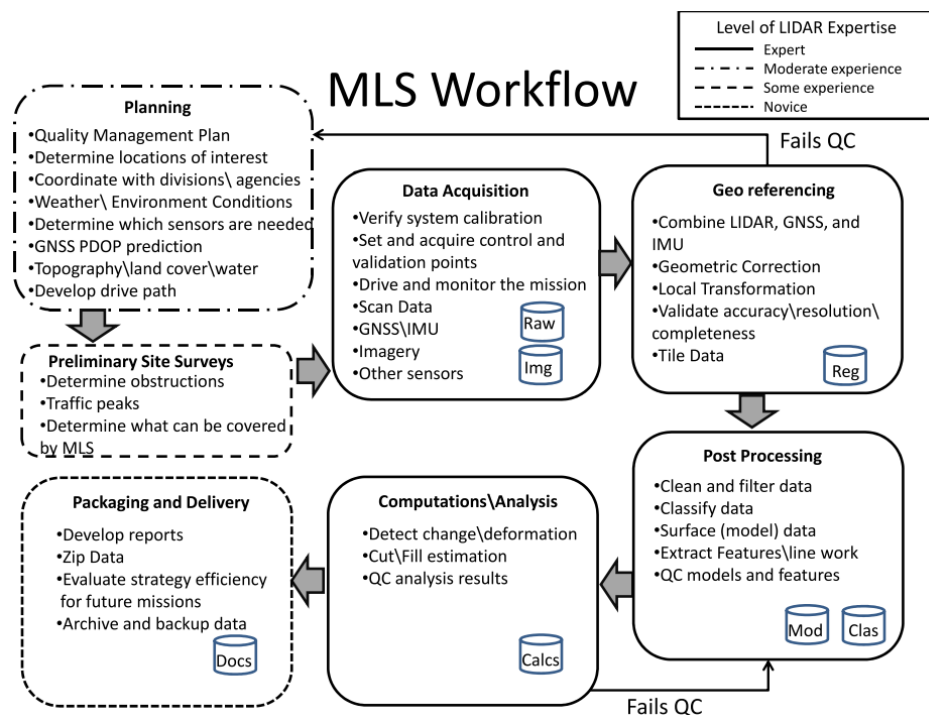 MLS Workflow
Level of LIDAR Expertise
Expert
Moderate experience
Some experience
Novice
Planning
•Quality Management Plan
•Determine locations of interest
•Coordinate with divisions\ agencies
•Weather\ Environment Conditions
•Determine which sensors are needed
•GNSS PDOP prediction
•Topography\land cover\water
•Develop drive path
Fails QC
Preliminary Site Surveys
•Determine obstructions
•Traffic peaks
•Determine what can be covered
by MLS
Data Acquisition
•Verify system calibration
•Set and acquire control and
validation points
•Drive and monitor the mission
•Scan Data
•GNSS\IMU
•Imagery
•Other sensors
Raw
Img
Geo referencing
•Combine LIDAR, GNSS, and
IMU
•Geometric Correction
•Local Transformation
•Validate accuracy\resolution\
completeness
•Tile Data
Reg
Post Processing
•Clean and filter data
•Classify data
•Surface (model) data
•Extract Features\line work
•QC models and features
Mod
Clas
Computations\Analysis
•Detect change\deformation
•Cut\Fill estimation
•QC analysis results
Calcs
Fails QC
Packaging and Delivery
•Develop reports
•Zip Data
•Evaluate strategy efficiency
for future missions
•Archive and backup data
Docs